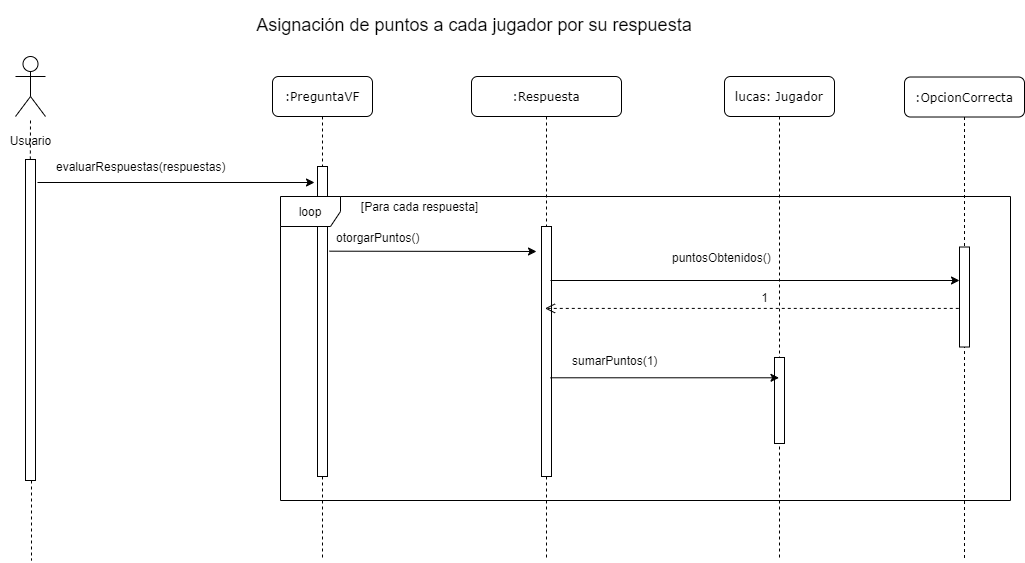 Asignación de puntos a cada jugador por su respuesta
:PreguntaVF
:Respuesta
lucas: Jugador
:OpcionCorrecta
Usuario
evaluarRespuestas(respuestas)
loop
[Para cada respuesta]
otorgarPuntos()
puntosObtenidos()
1
sumarPuntos(1)